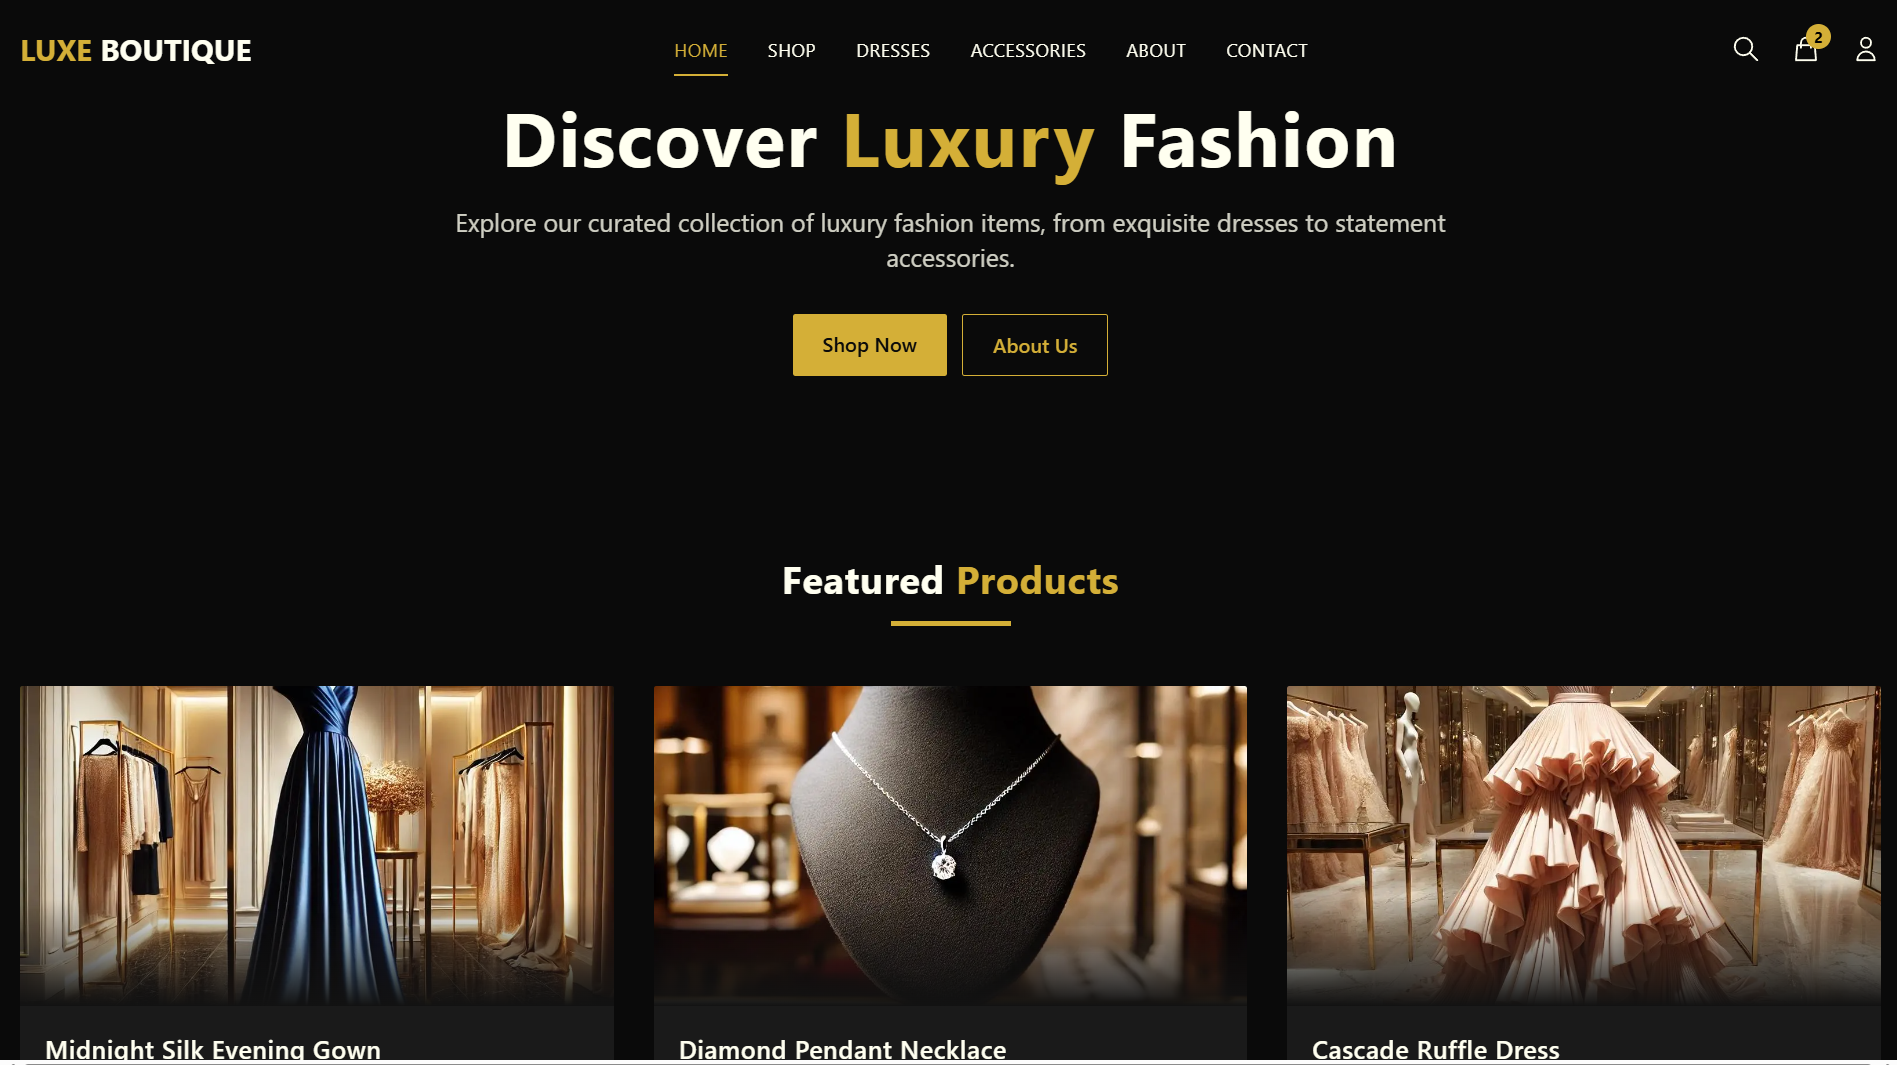 LUXE BOUTIQUE
HOME SHOP DRESSES ACCESSORIES ABOUT CONTACT
2
Discover Luxury Fashion
Explore our curated collection of luxury fashion items, from exquisite dresses to statement
accessories.
Shop Now
About Us
Featured Products
Midnight Silk Evening Gown
Diamond Pendant Necklace
Cascade Ruffle Dress